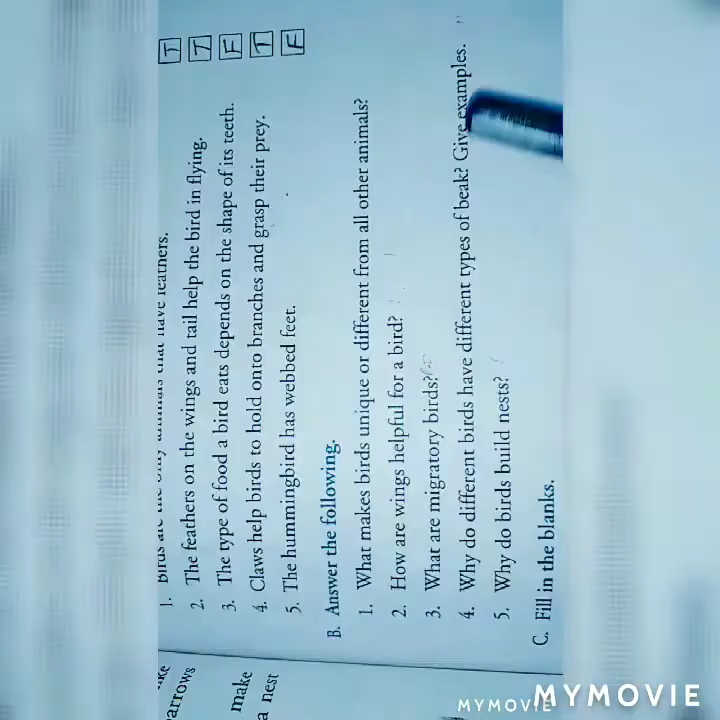 1. Birds are the only animals that have feathers. T
2. The feathers on the wings and tail help the bird in flying. T
3. The type of food a bird eats depends on the shape of its teeth. F
4. Claws help birds to hold onto branches and grasp their prey. T
5. The hummingbird has webbed feet. F
B. Answer the following.
1. What makes birds unique or different from all other animals?
2. How are wings helpful for a bird?
3. What are migratory birds?
4. Why do different birds have different types of beak? Give examples.
5. Why do birds build nests?
C. Fill in the blanks.
make
a nest
MYMOVIE
MYMOVIE